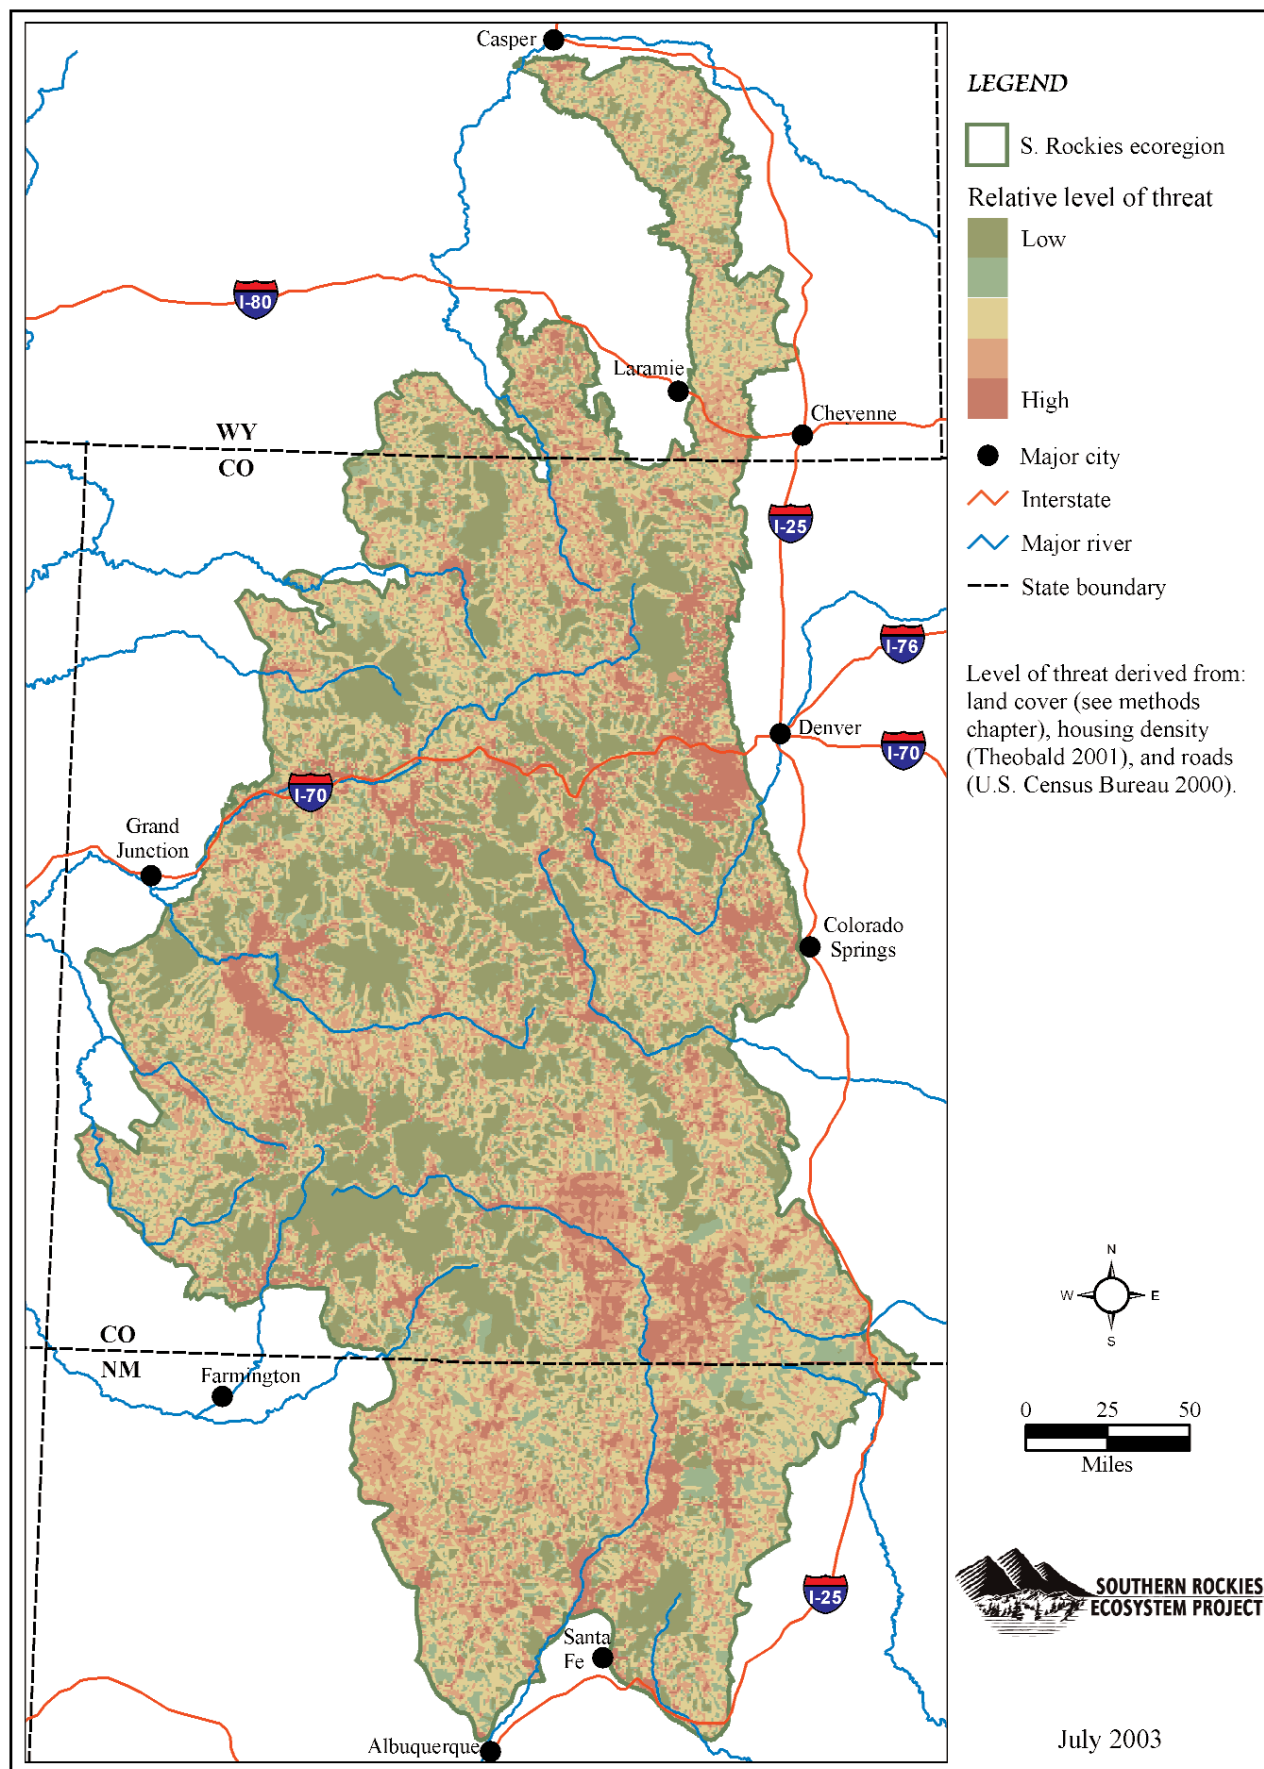 Casper
I-80
Laramie
Cheyenne
WY
CO
I-25
I-76
Denver
I-70
I-70
Grand
Junction
Colorado
Springs
CO
NM
Farmington
I-25
Santa
Fe
Albuquerque
LEGEND
S. Rockies ecoregion
Relative level of threat
Low
High
Major city
Interstate
Major river
State boundary
Level of threat derived from:
land cover (see methods
chapter), housing density
(Theobald 2001), and roads
(U.S. Census Bureau 2000).
N
W E
S
0 25 50
Miles
SOUTHERN ROCKIES
ECOSYSTEM PROJECT
July 2003